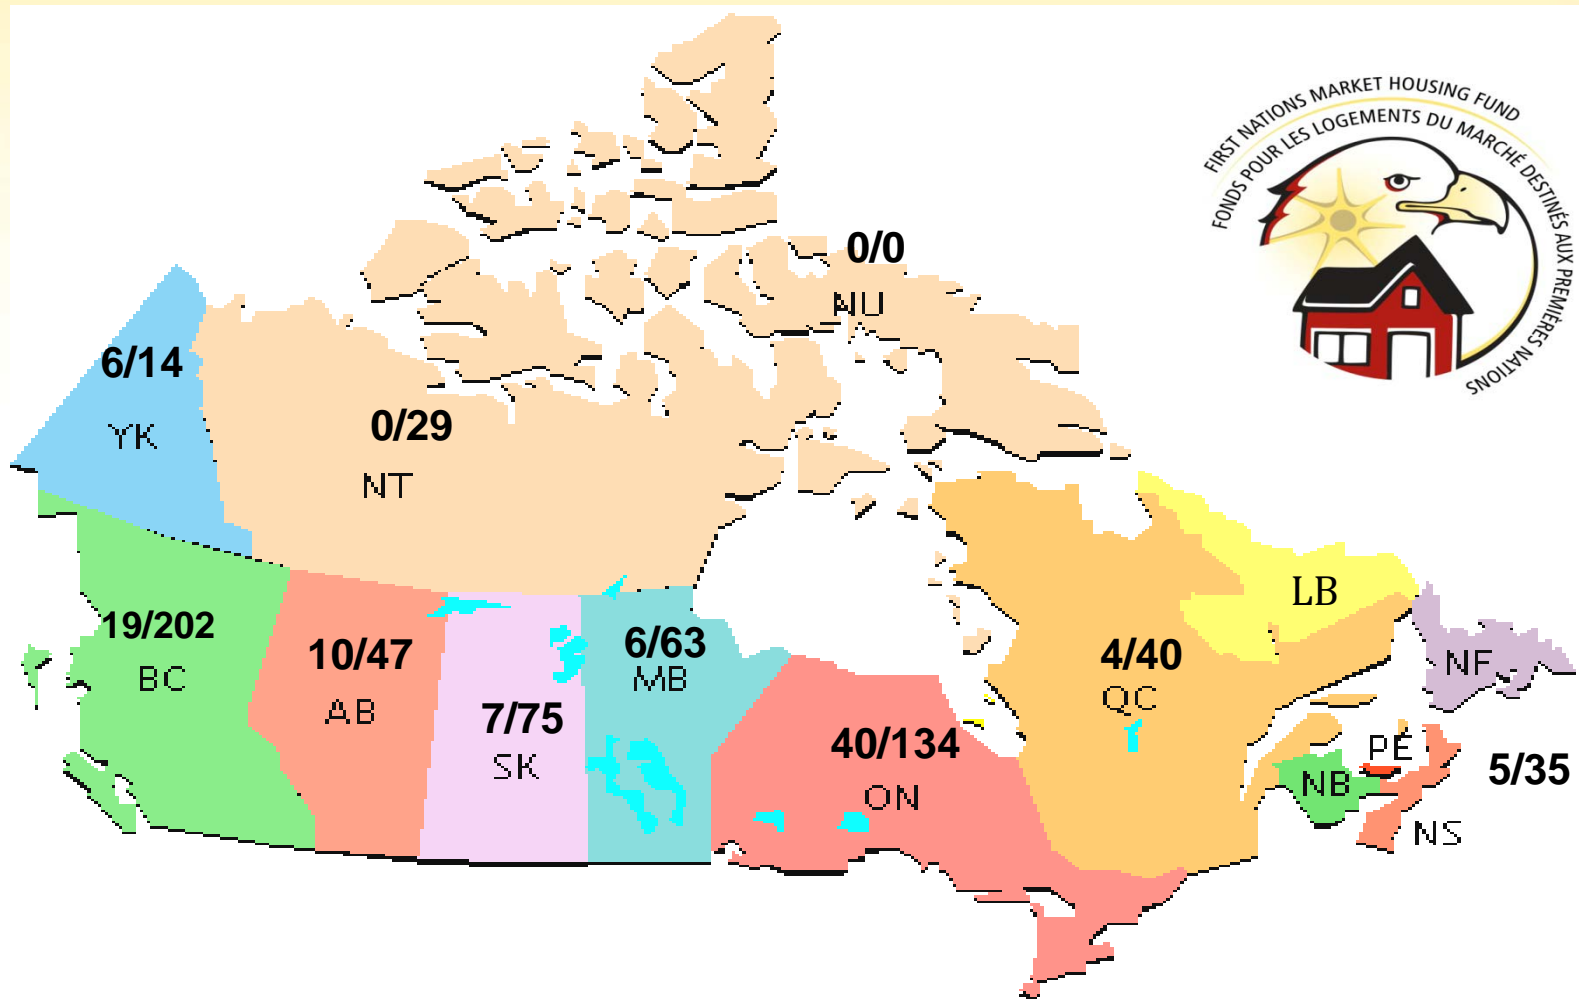 FIRST NATIONS MARKET HOUSING FUND
FONDS POUR LES LOGEMENTS DU MARCHÉ DESTINÉS AUX PREMIÈRES NATIONS
0/0
NU
6/14
YK
0/29
NT
LB
19/202
BC
10/47
AB
7/75
SK
6/63
MB
40/134
ON
4/40
QC
NF
PE
5/35
NB
NS